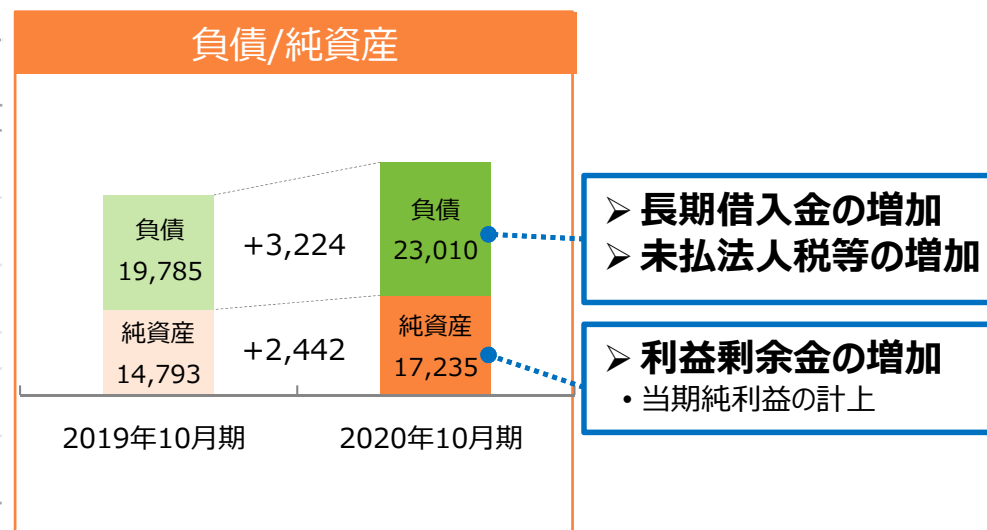 負債/純資産
負債
19,785
+3,224
負債
23,010
純資産
14,793
+2,442
純資産
17,235
2019年10月期
2020年10月期
➢ 長期借入金の増加
➢ 未払法人税等の増加
➢ 利益剰余金の増加
・当期純利益の計上